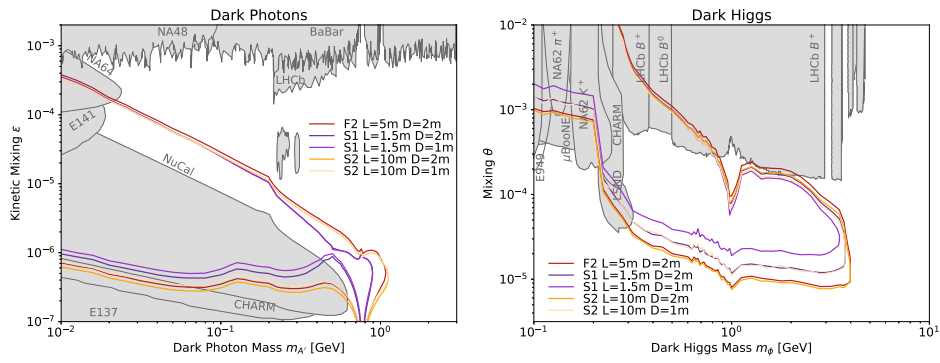 Dark Photons
NA48
BaBar
NA64
LHCb
E141
NuCal
CHARM
E137
F2 L=5m D=2m
S1 L=1.5m D=2m
S1 L=1.5m D=1m
S2 L=10m D=2m
S2 L=10m D=1m
10⁻³
10⁻⁴
10⁻⁵
10⁻⁶
10⁻⁷
Kinetic Mixing ε
10⁻²
10⁻¹
10⁰
Dark Photon Mass m_A′ [GeV]
Dark Higgs
E949
NA62 π⁺
μBooNE
NA62 K⁺
CHARM
LSND
LHCb B⁺
LHCb B⁰
LHCb B⁺
F2 L=5m D=2m
S1 L=1.5m D=2m
S1 L=1.5m D=1m
S2 L=10m D=2m
S2 L=10m D=1m
10⁻²
10⁻³
10⁻⁴
10⁻⁵
Mixing θ
10⁻¹
10⁰
10¹
Dark Higgs Mass m_ϕ [GeV]